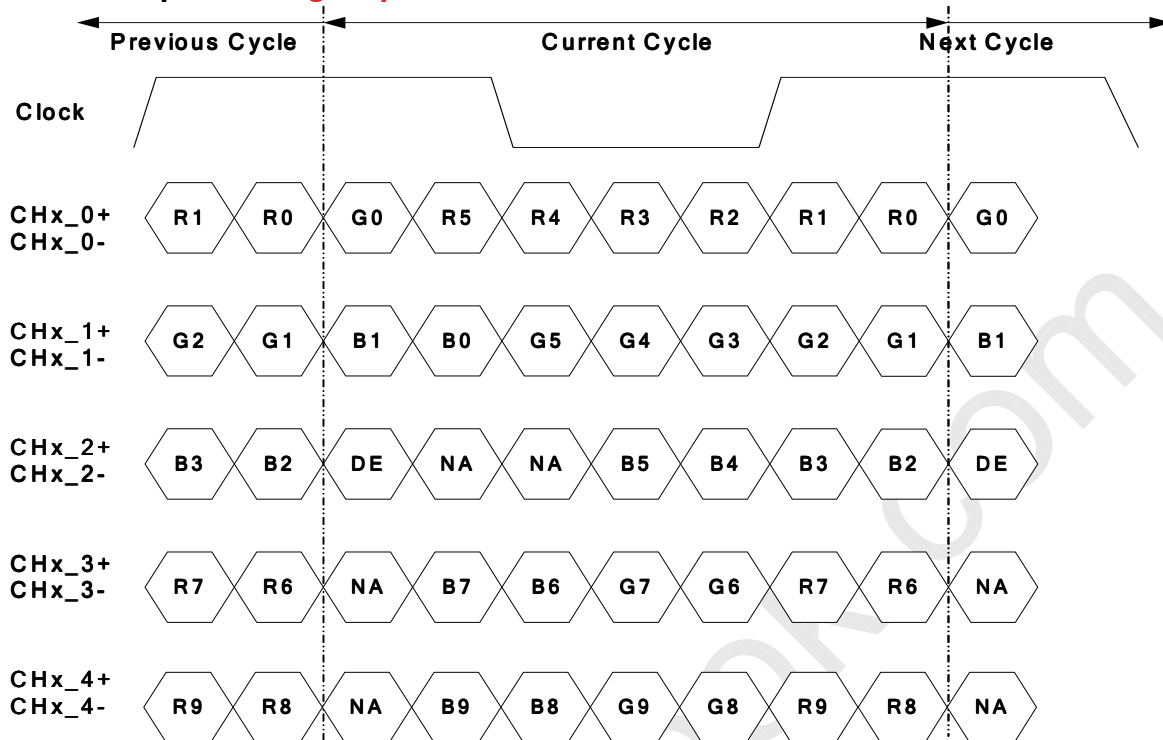 Previous Cycle Current Cycle Next Cycle
Clock
CHx_0+
CHx_0-
R1 R0 G0 R5 R4 R3 R2 R1 R0 G0
CHx_1+
CHx_1-
G2 G1 B1 B0 G5 G4 G3 G2 G1 B1
CHx_2+
CHx_2-
B3 B2 DE NA NA B5 B4 B3 B2 DE
CHx_3+
CHx_3-
R7 R6 NA B7 B6 G7 G6 R7 R6 NA
CHx_4+
CHx_4-
R9 R8 NA B9 B8 G9 G8 R9 R8 NA